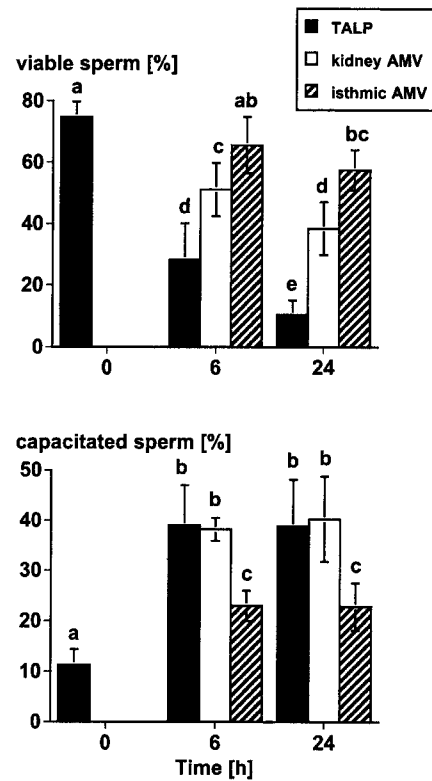 TALP
kidney AMV
isthmic AMV
viable sperm [%]
80
60
40
20
0
a
d
c
ab
e
d
bc
0 6 24
capacitated sperm [%]
50
40
30
20
10
0
a
b
b
c
b
b
c
0 6 24
Time [h]